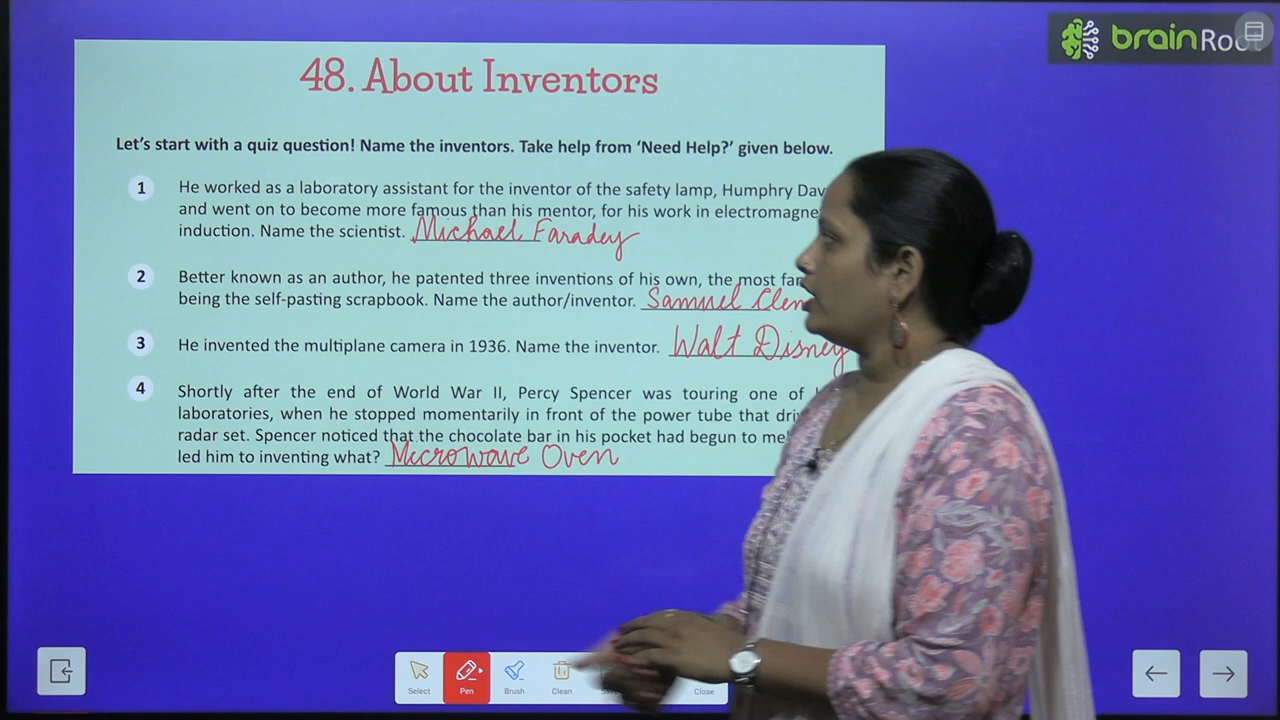 brainRoot
48. About Inventors
Let's start with a quiz question! Name the inventors. Take help from 'Need Help?' given below.
1 He worked as a laboratory assistant for the inventor of the safety lamp, Humphry
and went on to become more famous than his mentor, for his work in
induction. Name the scientist. Michael Faradey
2 Better known as an author, he patented three inventions of his own, the most
being the self-pasting scrapbook. Name the author/inventor. Samuel
3 He invented the multiplane camera in 1936. Name the inventor. Walt Disney
4 Shortly after the end of World War II, Percy Spencer was touring one of
laboratories, when he stopped momentarily in front of the power tube that
radar set. Spencer noticed that the chocolate bar in his pocket had begun to
led him to inventing what? Microwave Oven
Select Pen Brush Clean Close